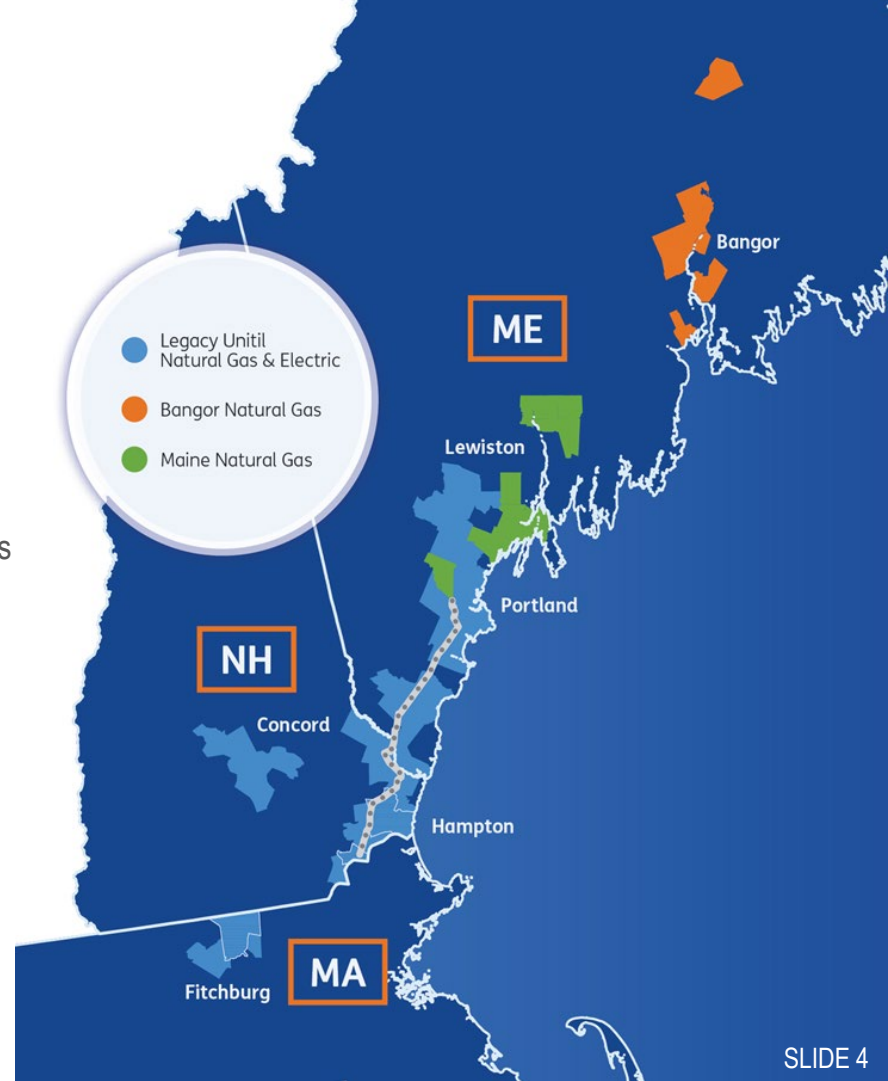 Bangor
ME
Legacy Unitil
Natural Gas & Electric
Bangor Natural Gas
Maine Natural Gas
Lewiston
s
Portland
NH
Concord
Hampton
MA
Fitchburg
SLIDE 4